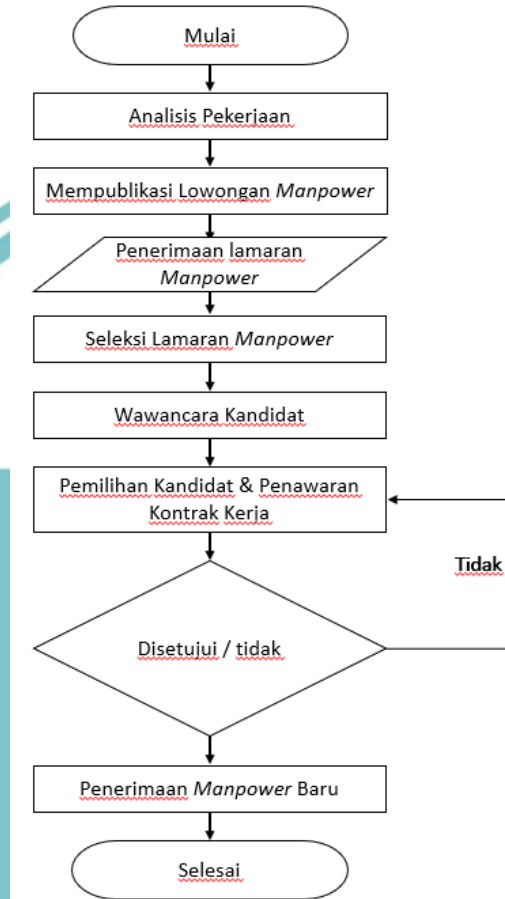 Mulai
Analisis Pekerjaan
Mempublikasi Lowongan Manpower
Penerimaan lamaran
Manpower
Seleksi Lamaran Manpower
Wawancara Kandidat
Pemilihan Kandidat & Penawaran
Kontrak Kerja
Tidak
Disetujui / tidak
Penerimaan Manpower Baru
Selesai